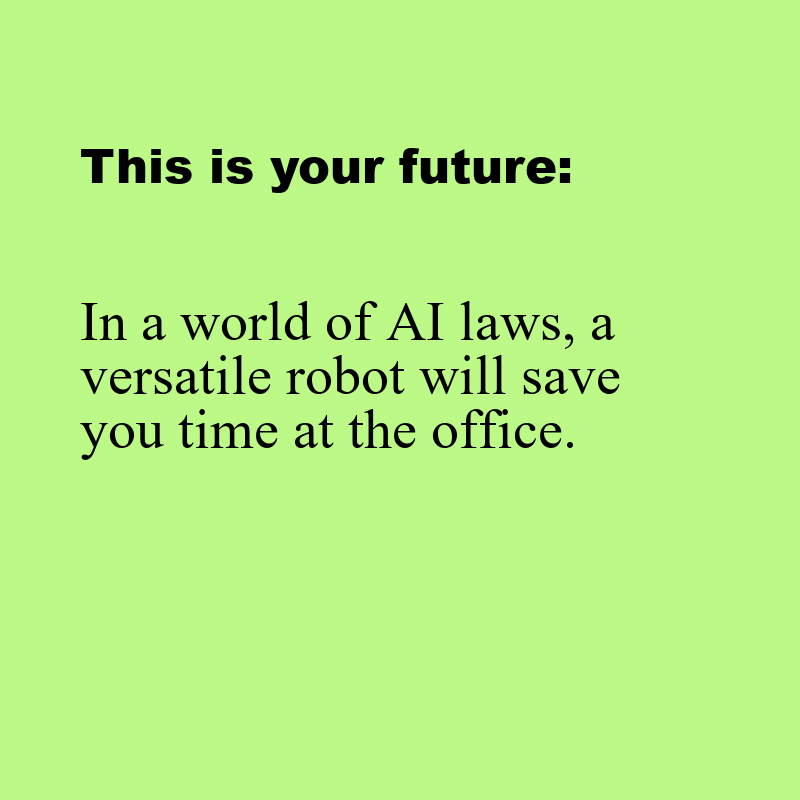 This is your future:
In a world of AI laws, a
versatile robot will save
you time at the office.